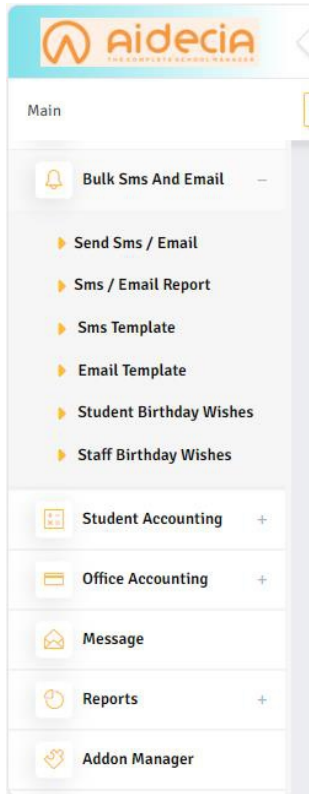 aidecia
THE COMPLETE SCHOOL MANAGER
Main
Bulk Sms And Email
Send Sms / Email
Sms / Email Report
Sms Template
Email Template
Student Birthday Wishes
Staff Birthday Wishes
Student Accounting
Office Accounting
Message
Reports
Addon Manager